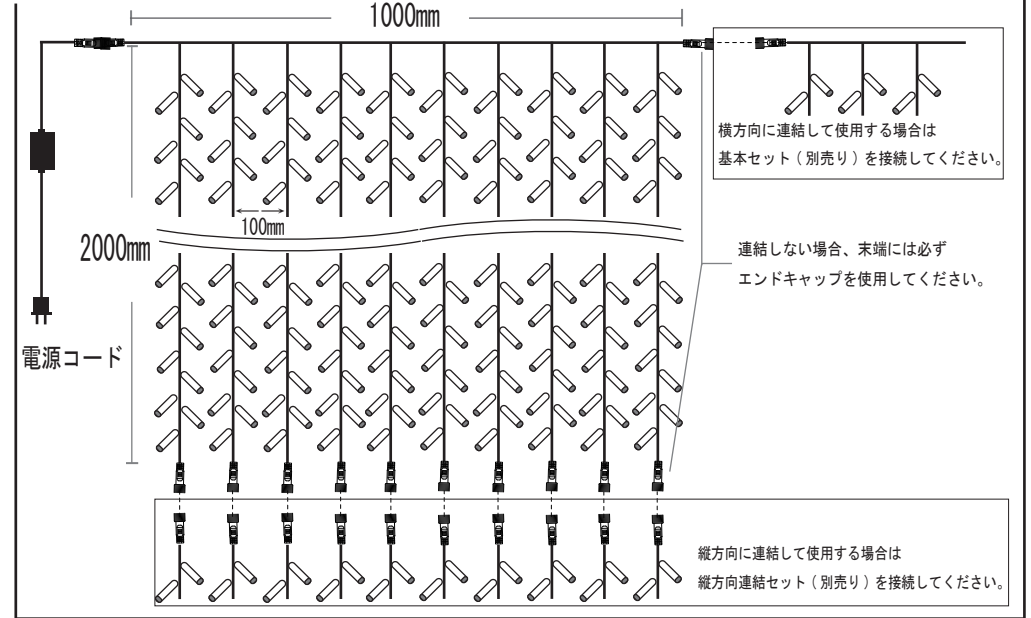 1000mm
横方向に連結して使用する場合は
基本セット(別売り)を接続してください。
100mm
2000mm
連結しない場合、末端には必ず
エンドキャップを使用してください。
電源コード
縦方向に連結して使用する場合は
縦方向連結セット(別売り)を接続してください。